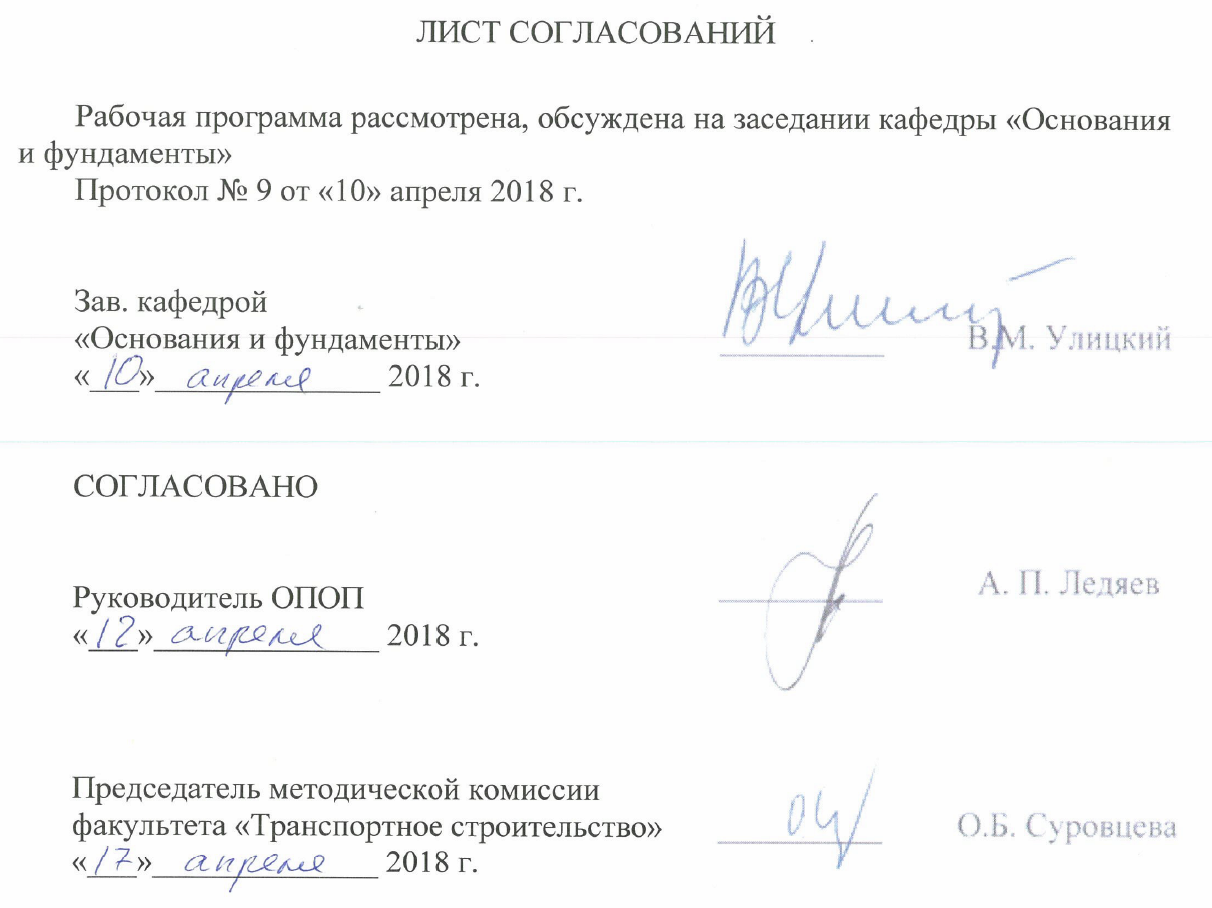 ЛИСТ СОГЛАСОВАНИЙ
Рабочая программа рассмотрена, обсуждена на заседании кафедры «Основания
и фундаменты»
Протокол № 9 от «10» апреля 2018 г.
Зав. кафедрой
«Основания и фундаменты» В.М. Улицкий
«10» апреля 2018 г.
СОГЛАСОВАНО
Руководитель ОПОП А. П. Ледяев
«12» апреля 2018 г.
Председатель методической комиссии
факультета «Транспортное строительство» О.Б. Суровцева
«17» апреля 2018 г.